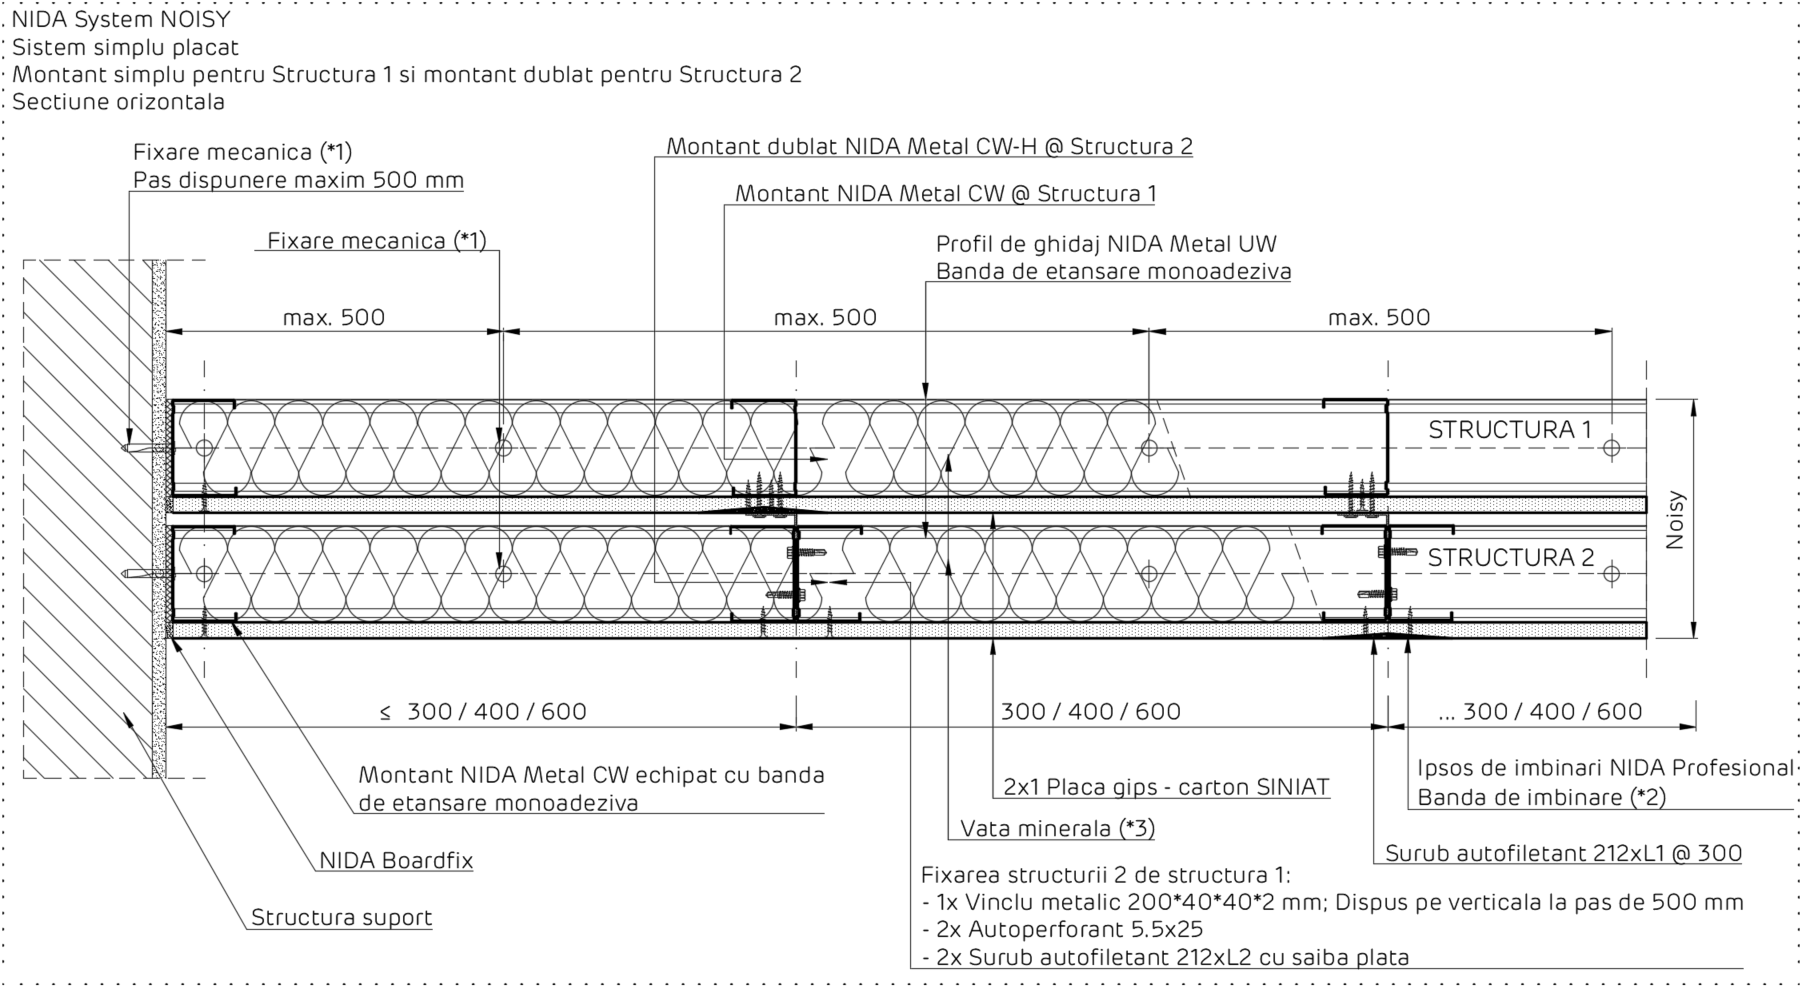 NIDA System NOISY
Sistem simplu placat
Montant simplu pentru Structura 1 si montant dublat pentru Structura 2
Sectiune orizontala
Fixare mecanica (*1)
Pas dispunere maxim 500 mm
Montant dublat NIDA Metal CW-H @ Structura 2
Montant NIDA Metal CW @ Structura 1
Fixare mecanica (*1)
Profil de ghidaj NIDA Metal UW
Banda de etansare monoadeziva
max. 500
max. 500
max. 500
STRUCTURA 1
Noisy
STRUCTURA 2
≤ 300 / 400 / 600
300 / 400 / 600
... 300 / 400 / 600
Montant NIDA Metal CW echipat cu banda
de etansare monoadeziva
2x1 Placa gips - carton SINIAT
Ipsos de imbinari NIDA Profesional
Banda de imbinare (*2)
Vata minerala (*3)
NIDA Boardfix
Surub autofiletant 212xL1 @ 300
Structura suport
Fixarea structurii 2 de structura 1:
- 1x Vinclu metalic 200*40*40*2 mm; Dispus pe verticala la pas de 500 mm
- 2x Autoperforant 5.5x25
- 2x Surub autofiletant 212xL2 cu saiba plata